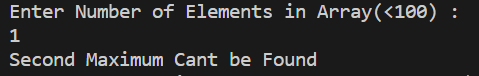 Enter Number of Elements in Array(<100) :
1
Second Maximum Cant be Found